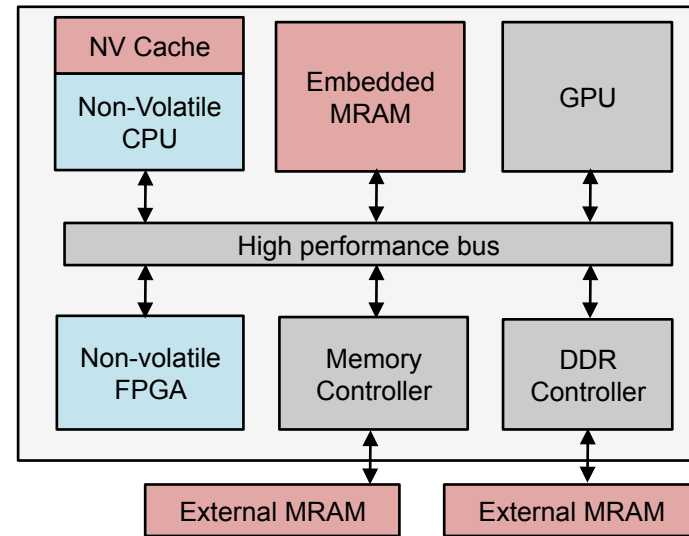 NV Cache
Non-Volatile
CPU
Embedded
MRAM
GPU
High performance bus
Non-volatile
FPGA
Memory
Controller
DDR
Controller
External MRAM
External MRAM